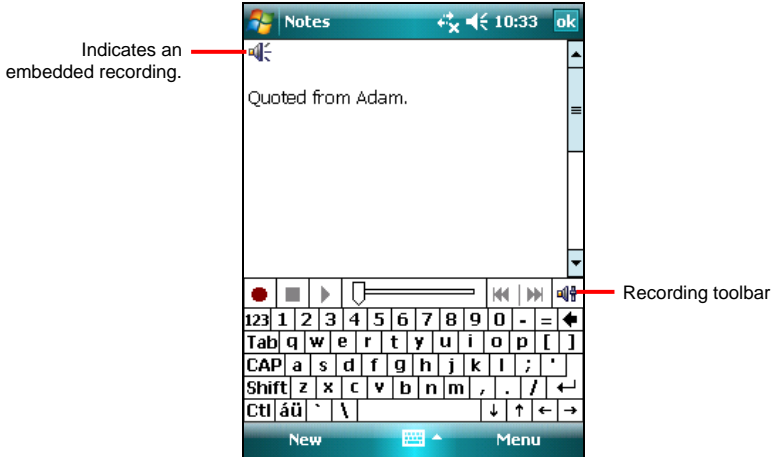 Notes 10:33 ok
Indicates an
embedded recording.
Quoted from Adam.
Recording toolbar
123 1 2 3 4 5 6 7 8 9 0 - = 🡸
Tab q w e r t y u i o p [ ]
CAP a s d f g h j k l ; '
Shift z x c v b n m , . / ↵
Ctl áü ` \ ↓ ↑ ← →
New Menu